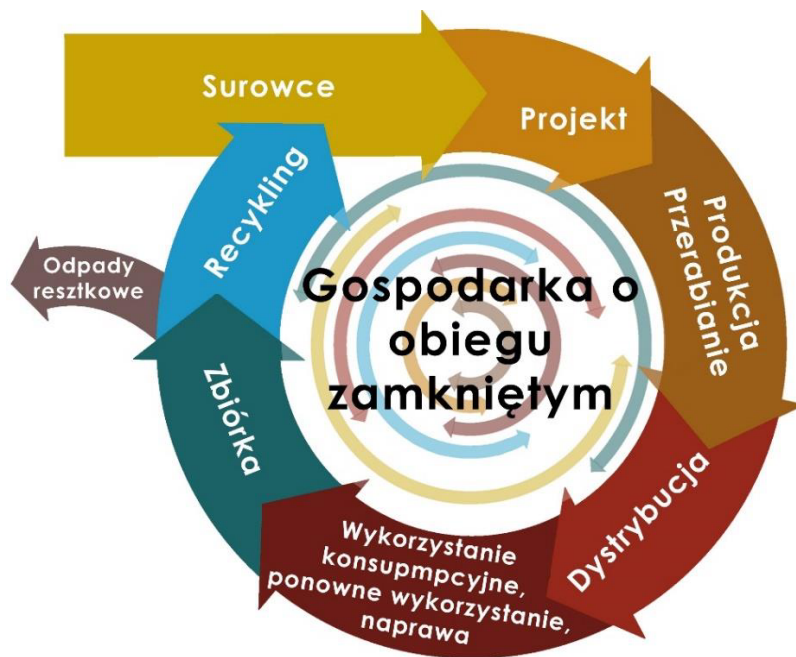 Surowce
Projekt
Produkcja
Przerabianie
Dystrybucja
Wykorzystanie
konsupmpcyjne,
ponowne wykorzystanie,
naprawa
Zbiórka
Recykling
Odpady
resztkowe
Gospodarka o
obiegu
zamkniętym